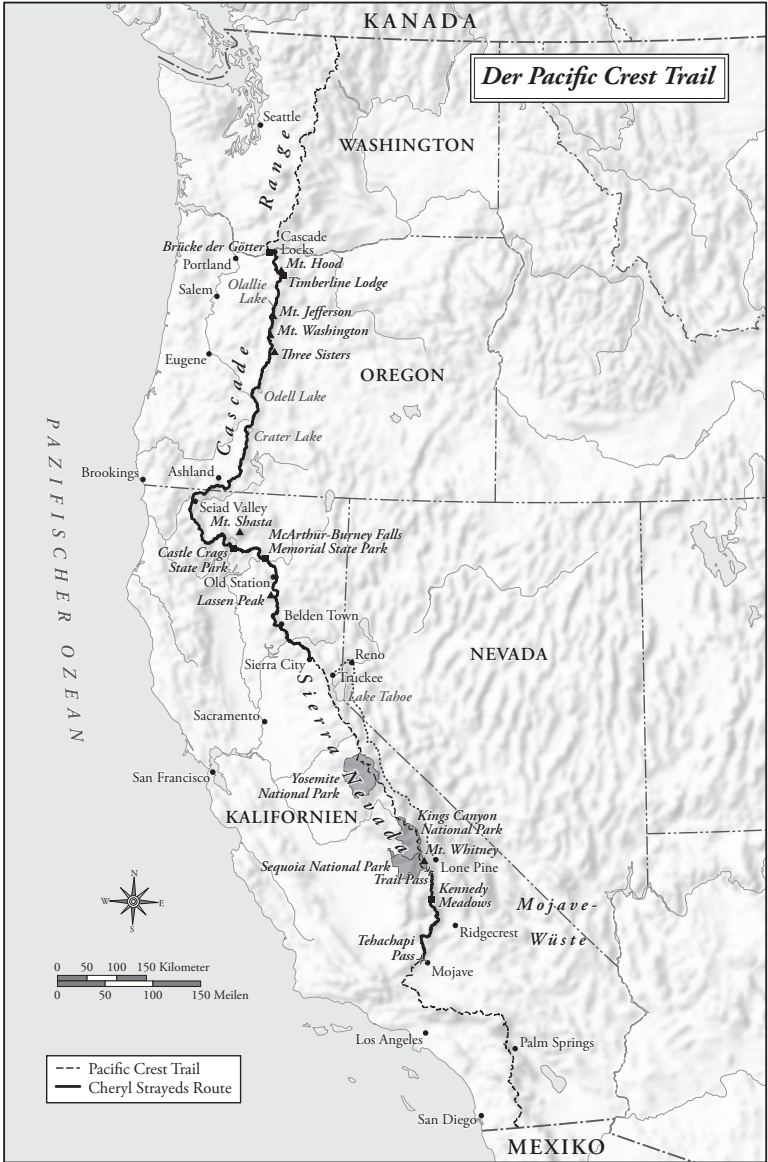 KANADA
Der Pacific Crest Trail
Seattle
WASHINGTON
Range
Brücke der Götter
Cascade
Locks
Portland
Mt. Hood
Timberline Lodge
Salem
Olallie
Lake
Mt. Jefferson
Mt. Washington
Eugene
Three Sisters
OREGON
Cascade
Odell Lake
Crater Lake
Brookings
Ashland
PAZIFISCHER OZEAN
Seiad Valley
Mt. Shasta
McArthur-Burney Falls
Memorial State Park
Castle Crags
State Park
Old Station
Lassen Peak
Belden Town
NEVADA
Sierra City
Reno
Truckee
Lake Tahoe
Sierra Nevada
Sacramento
San Francisco
Yosemite
National Park
KALIFORNIEN
Kings Canyon
National Park
Mt. Whitney
Sequoia National Park
Lone Pine
Trail Pass
Kennedy
Meadows
Mojave-
Wüste
Ridgecrest
Tehachapi
Pass
Mojave
N
W
E
S
0 50 100 150 Kilometer
0 50 100 150 Meilen
Los Angeles
Palm Springs
Pacific Crest Trail
Cheryl Strayeds Route
San Diego
MEXIKO